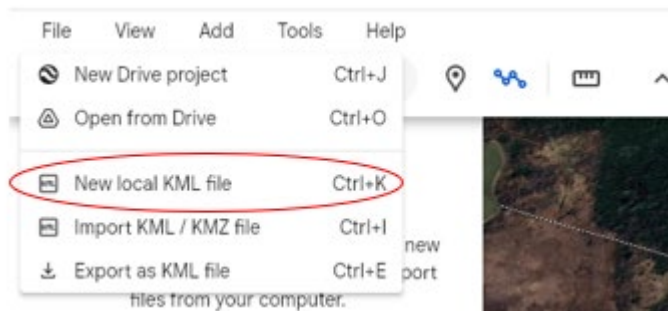 File View Add Tools Help
New Drive project Ctrl+J
Open from Drive Ctrl+O
New local KML file Ctrl+K
Import KML / KMZ file Ctrl+I
new
Export as KML file Ctrl+E port
files from your computer.